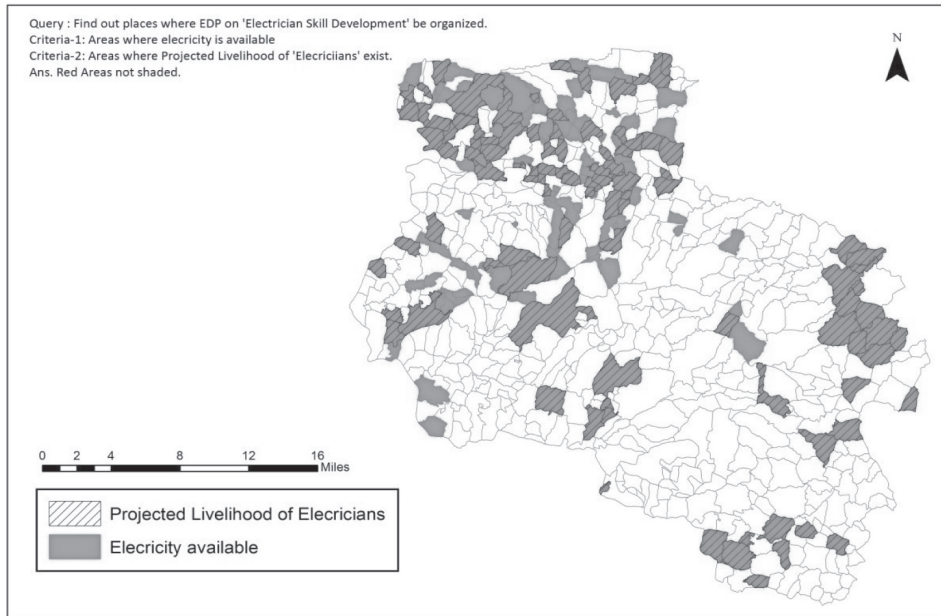 Query : Find out places where EDP on 'Electrician Skill Development' be organized.
Criteria-1: Areas where elecricity is available
Criteria-2: Areas where Projected Livelihood of 'Elecriciians' exist.
Ans. Red Areas not shaded.
N
0 2 4 8 12 16
Miles
Projected Livelihood of Elecricians
Elecricity available